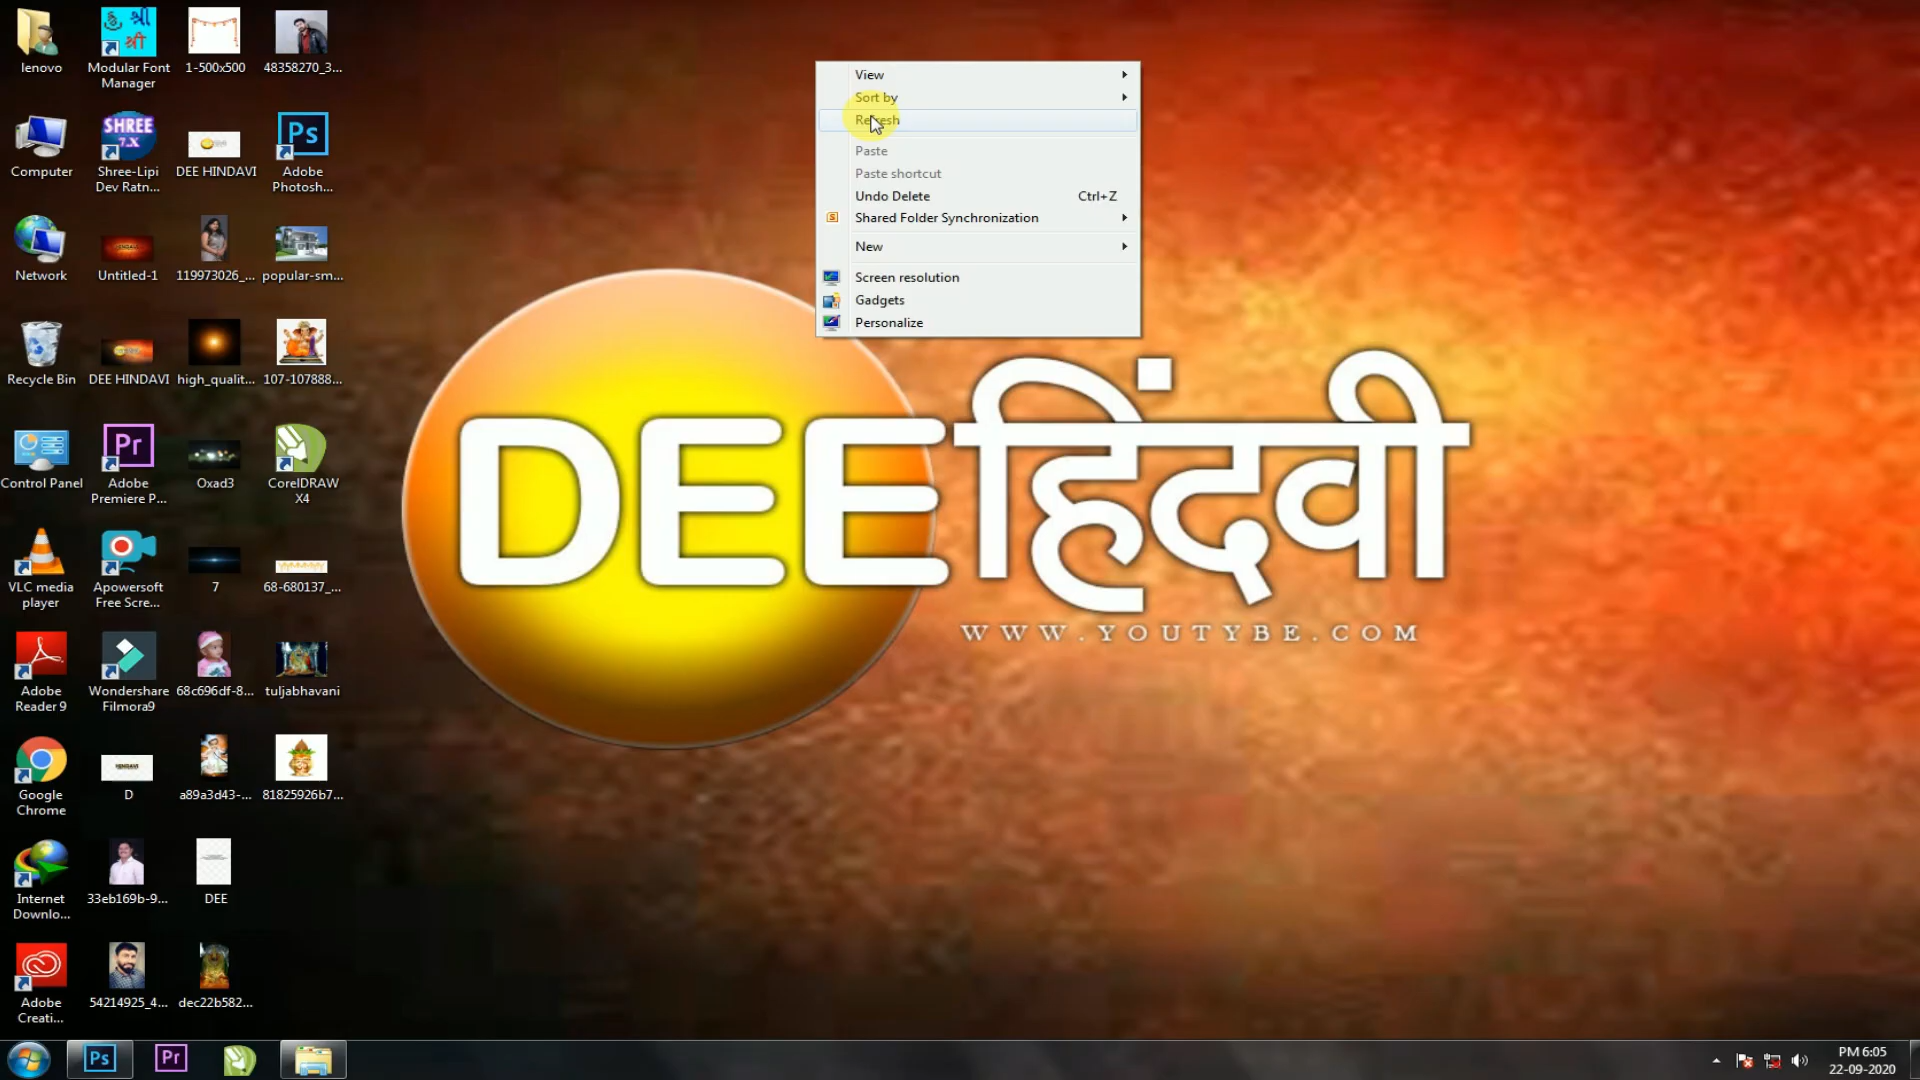 lenovo
Modular Font
Manager
1-500x500
48358270_3...
Computer
Shree-Lipi
Dev Ratn...
DEE HINDAVI
Adobe
Photosh...
Network
Untitled-1
119973026_...
popular-sm...
Recycle Bin
DEE HINDAVI
high_qualit...
107-107888...
Control Panel
Adobe
Premiere P...
Oxad3
CorelDRAW
X4
VLC media
player
Apowersoft
Free Scre...
7
68-680137_...
Adobe
Reader 9
Wondershare
Filmora9
68c696df-8...
tuljabhavani
Google
Chrome
D
a89a3d43-...
81825926b7...
Internet
Downlo...
33eb169b-9...
DEE
Adobe
Creati...
54214925_4...
dec22b582...
श्री
श्री
SHREE
7.X
Ps
Pr
View
Sort by
Refresh
Paste
Paste shortcut
Undo Delete Ctrl+Z
Shared Folder Synchronization
New
Screen resolution
Gadgets
Personalize
DEE हिंदवी
WWW.YOUTYBE.COM
Ps
Pr
PM 6:05
22-09-2020